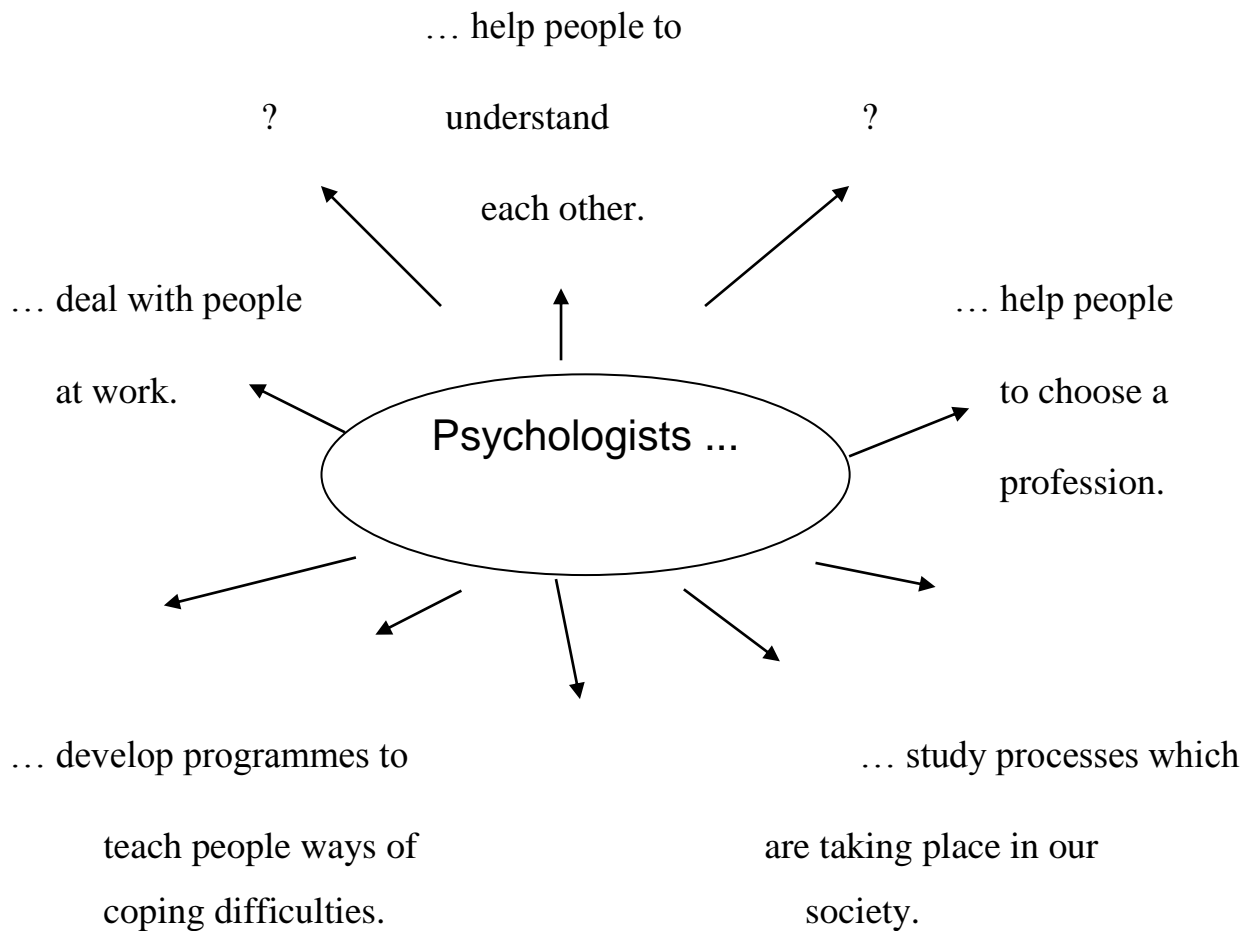 … help people to
? understand ?
each other.
… deal with people … help people
at work. to choose a
Psychologists ...
profession.
… develop programmes to … study processes which
teach people ways of are taking place in our
coping difficulties. society.